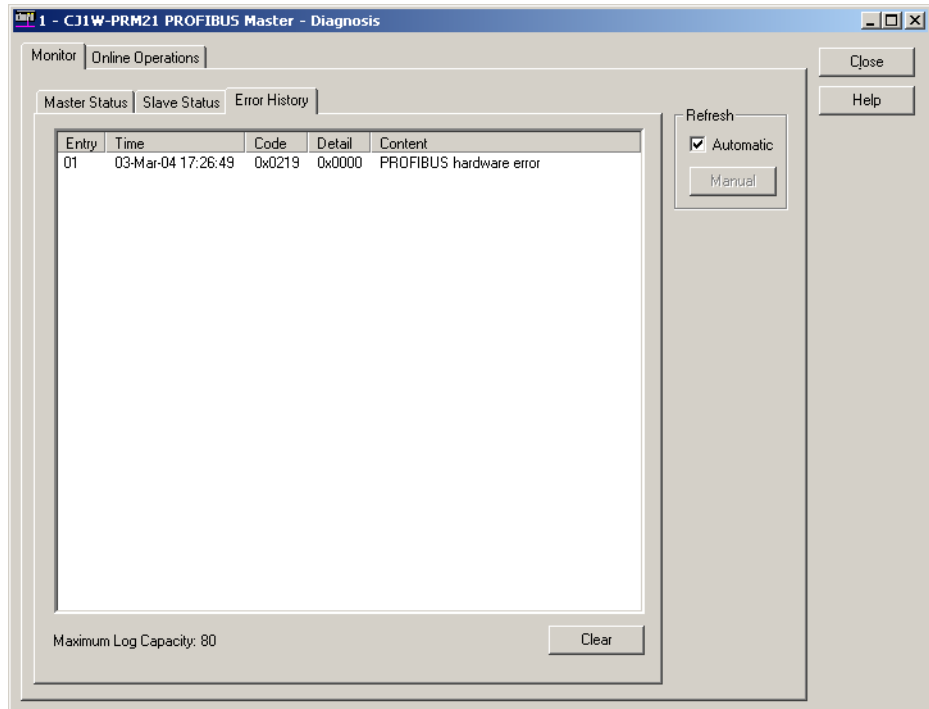 1 - CJ1W-PRM21 PROFIBUS Master - Diagnosis
Monitor Online Operations
Close
Master Status Slave Status Error History
Help
Refresh
Entry Time Code Detail Content
Automatic
01 03-Mar-04 17:26:49 0x0219 0x0000 PROFIBUS hardware error
Manual
Maximum Log Capacity: 80
Clear